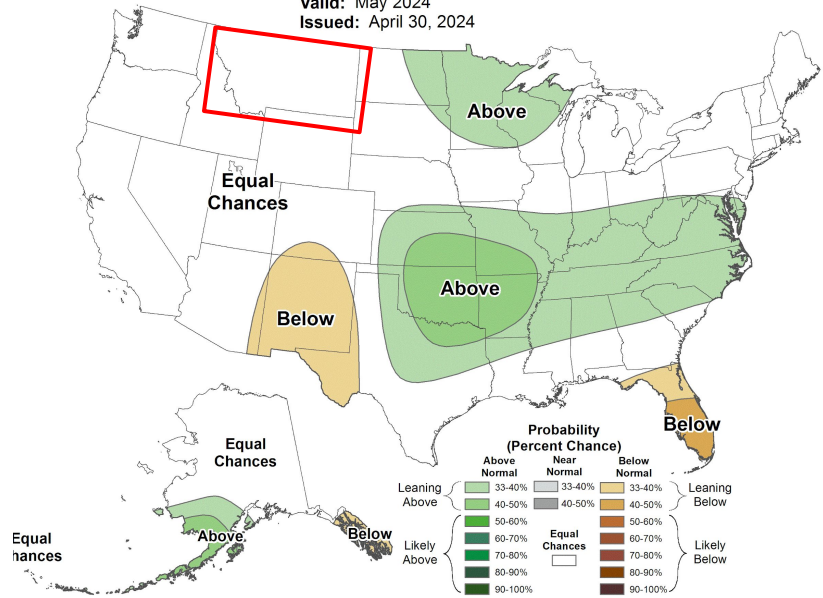 Valid: May 2024
Issued: April 30, 2024
Above
Equal
Chances
Above
Below
Below
Equal
Chances
Above
Below
Equal
hances
Probability
(Percent Chance)
Above
Normal
Near
Normal
Below
Normal
Leaning
Above
33-40%
40-50%
50-60%
60-70%
70-80%
80-90%
90-100%
Likely
Above
33-40%
40-50%
Equal
Chances
33-40%
40-50%
50-60%
60-70%
70-80%
80-90%
90-100%
Leaning
Below
Likely
Below